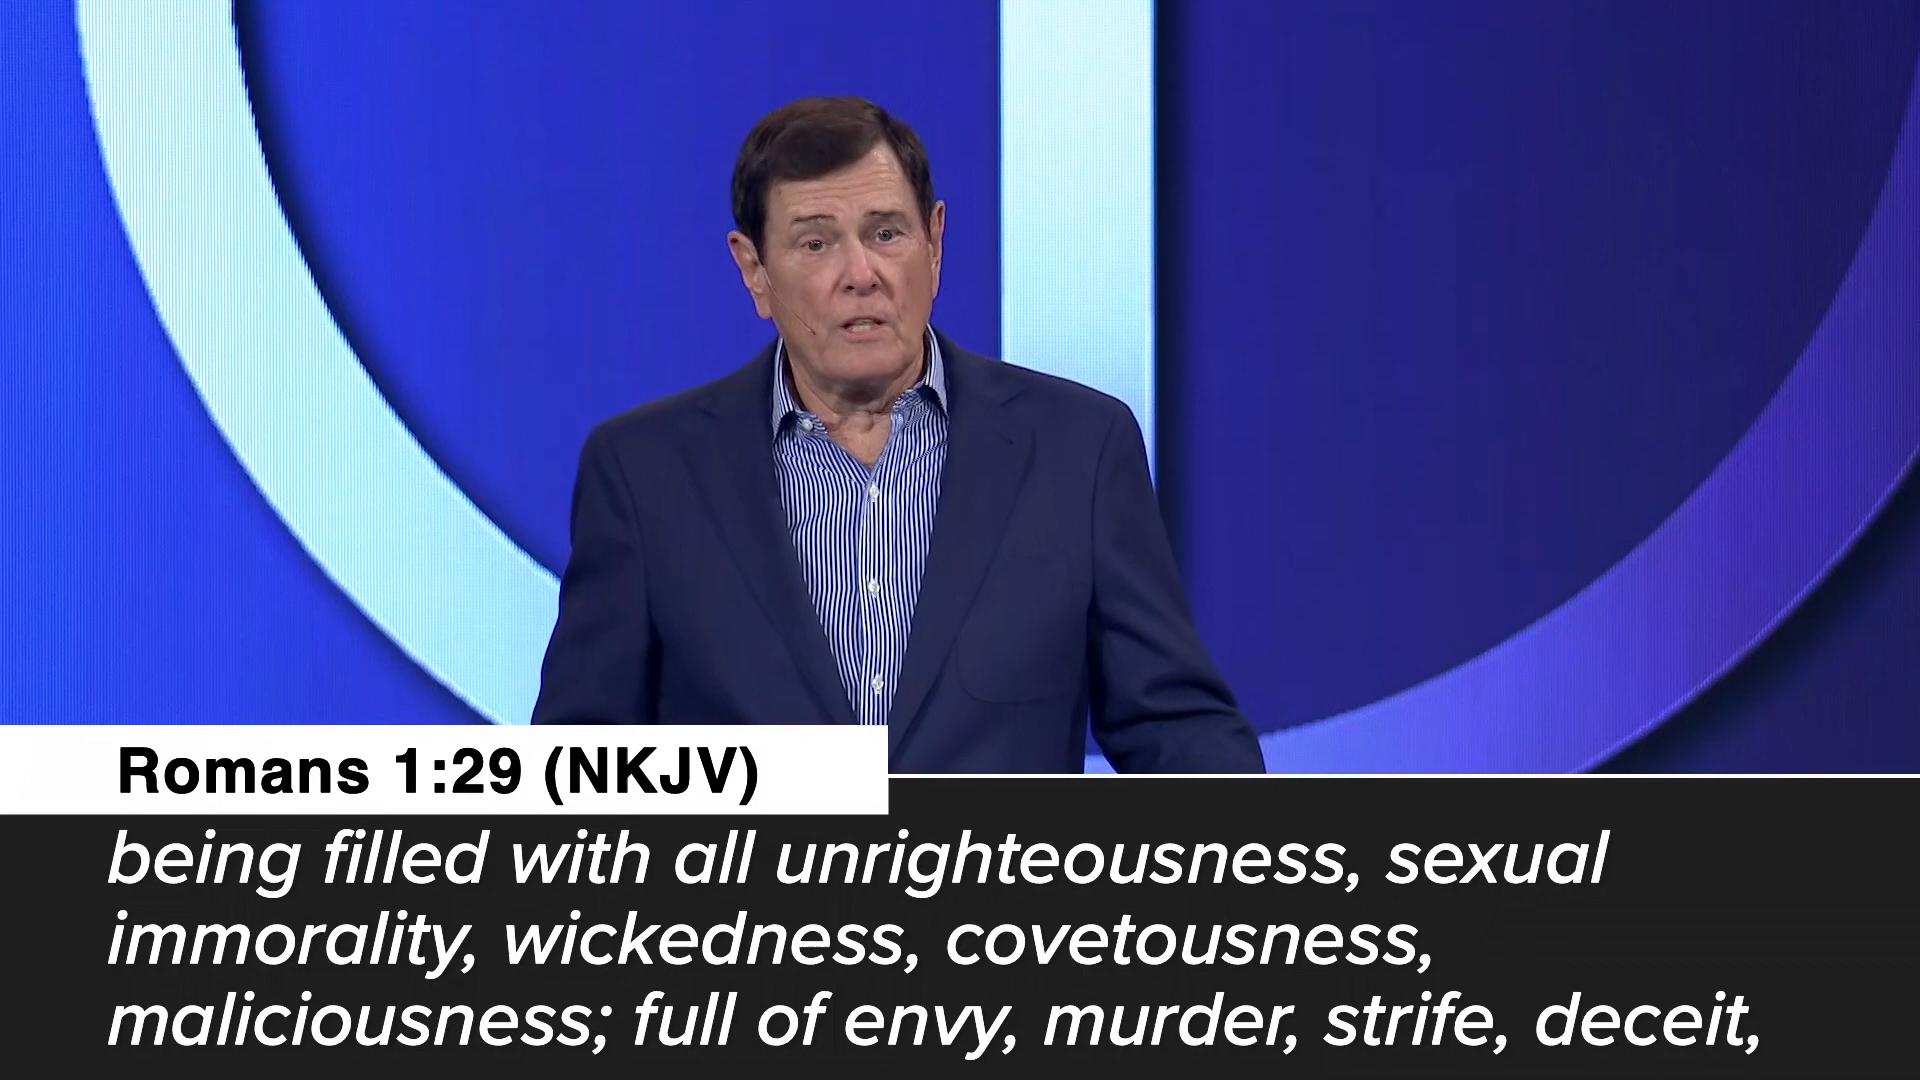 Romans 1:29 (NKJV)
being filled with all unrighteousness, sexual
immorality, wickedness, covetousness,
maliciousness; full of envy, murder, strife, deceit,